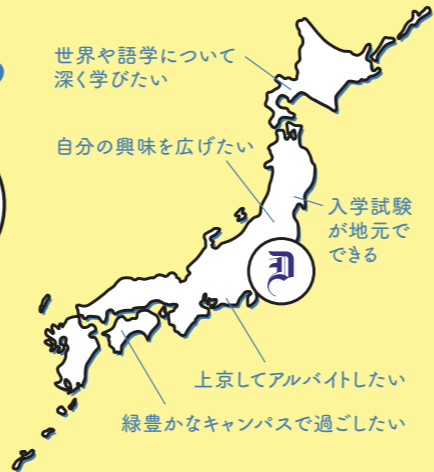 世界や語学について
深く学びたい
自分の興味を広げたい
入学試験
が地元で
できる
D
上京してアルバイトしたい
緑豊かなキャンパスで過ごしたい